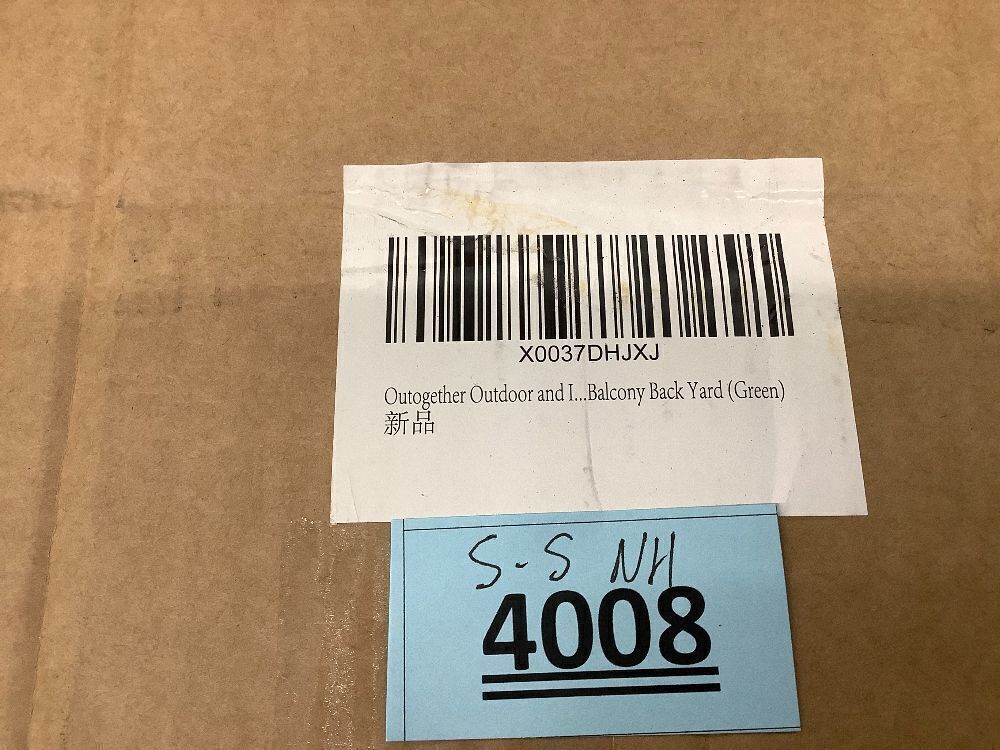 X0037DHJXJ
Outogether Outdoor and I...Balcony Back Yard (Green)
新品
S-S NH
4008